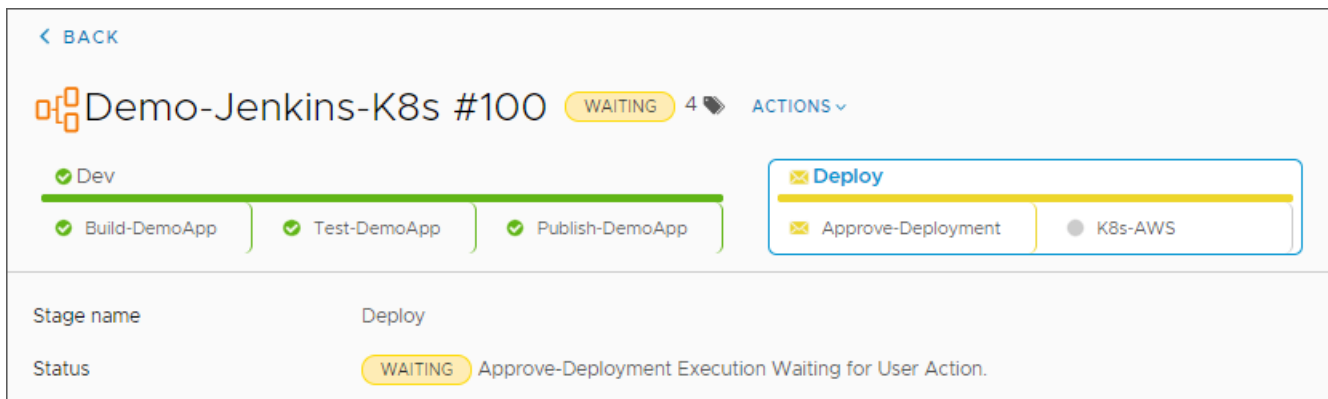 BACK
Demo-Jenkins-K8s #100 WAITING 4 ACTIONS
Dev Deploy
Build-DemoApp Test-DemoApp Publish-DemoApp Approve-Deployment K8s-AWS
Stage name Deploy
Status WAITING Approve-Deployment Execution Waiting for User Action.